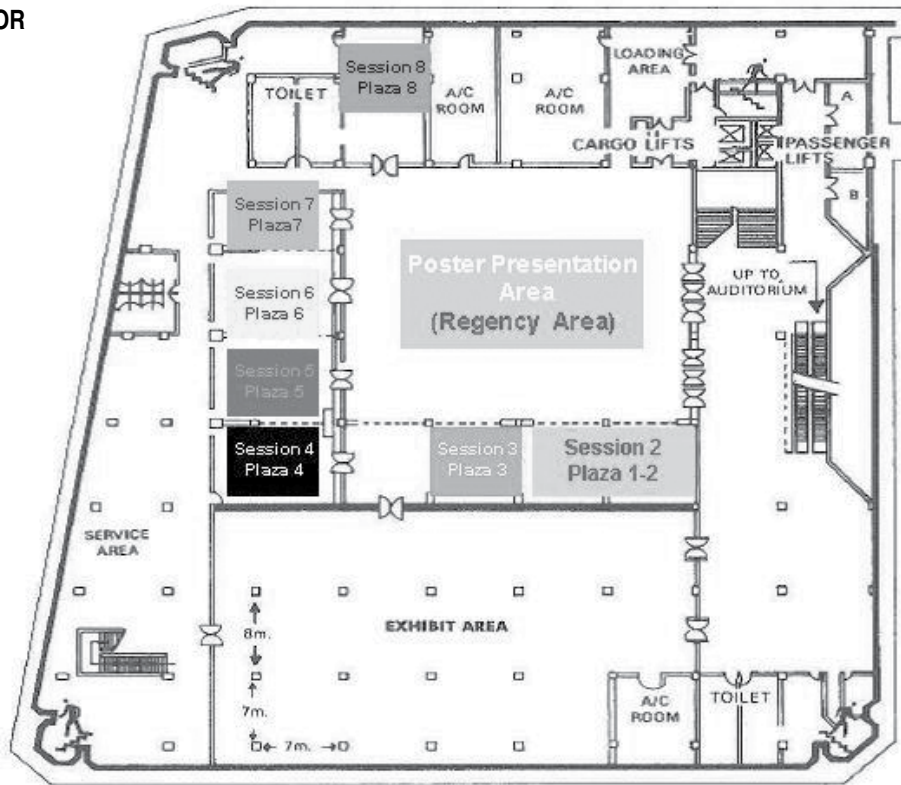 OR
Session 8
Plaza 8
TOILET
A/C
ROOM
A/C
ROOM
LOADING
AREA
A
CARGO LIFTS
PASSENGER
LIFTS
B
Session 7
Plaza7
Poster Presentation
Area
(Regency Area)
UP TO
AUDITORIUM
Session 6
Plaza 6
Session 5
Plaza 5
Session 4
Plaza 4
Session 3
Plaza 3
Session 2
Plaza 1-2
SERVICE
AREA
8m.
EXHIBIT AREA
7m.
7m.
A/C
ROOM
TOILET